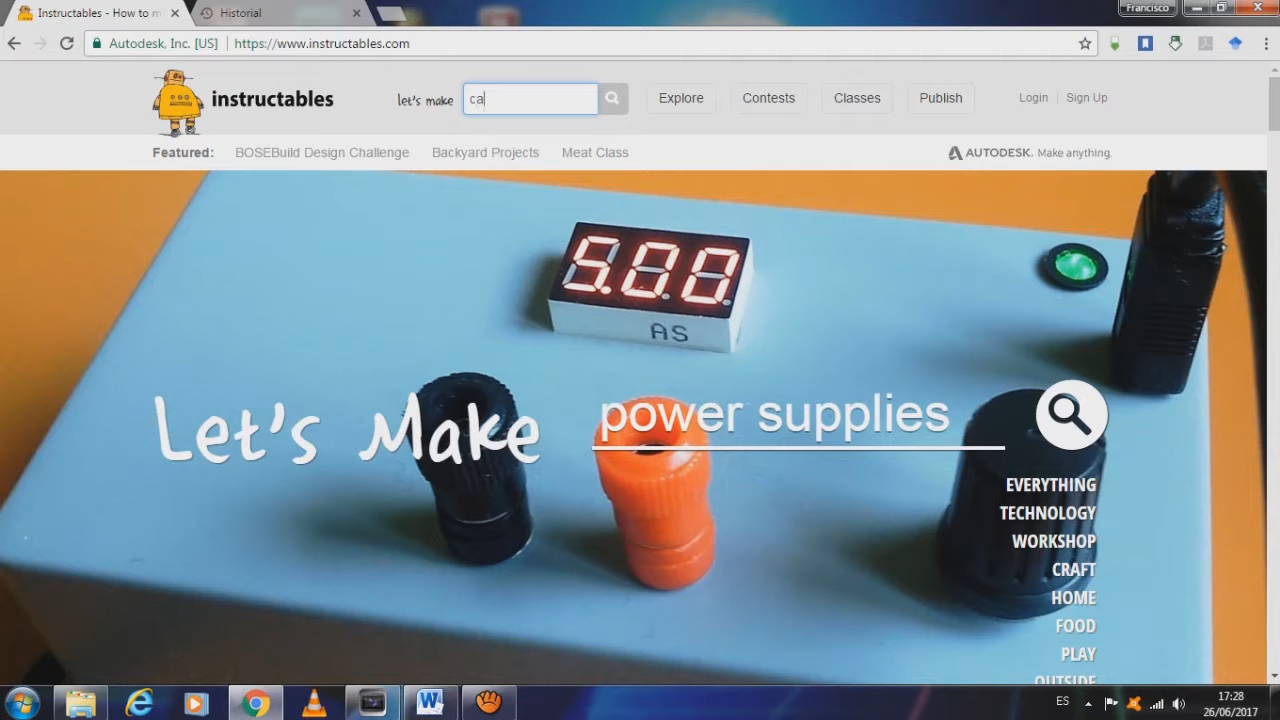 Instructables - How to m
Historial
Francisco
Autodesk, Inc. [US]
https://www.instructables.com
instructables
let's make
ca
Explore
Contests
Classes
Publish
Login
Sign Up
Featured:
BOSEBuild Design Challenge
Backyard Projects
Meat Class
AUTODESK. Make anything.
5.00
AS
Let's Make
power supplies
EVERYTHING
TECHNOLOGY
WORKSHOP
CRAFT
HOME
FOOD
PLAY
OUTSIDE
ES
17:28
26/06/2017